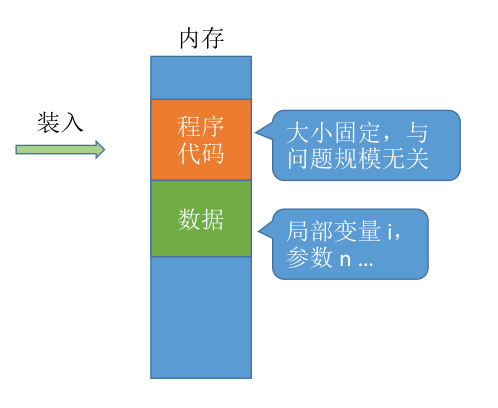 内存
装入
程序
代码
大小固定，与
问题规模无关
数据
局部变量 i，
参数 n ...